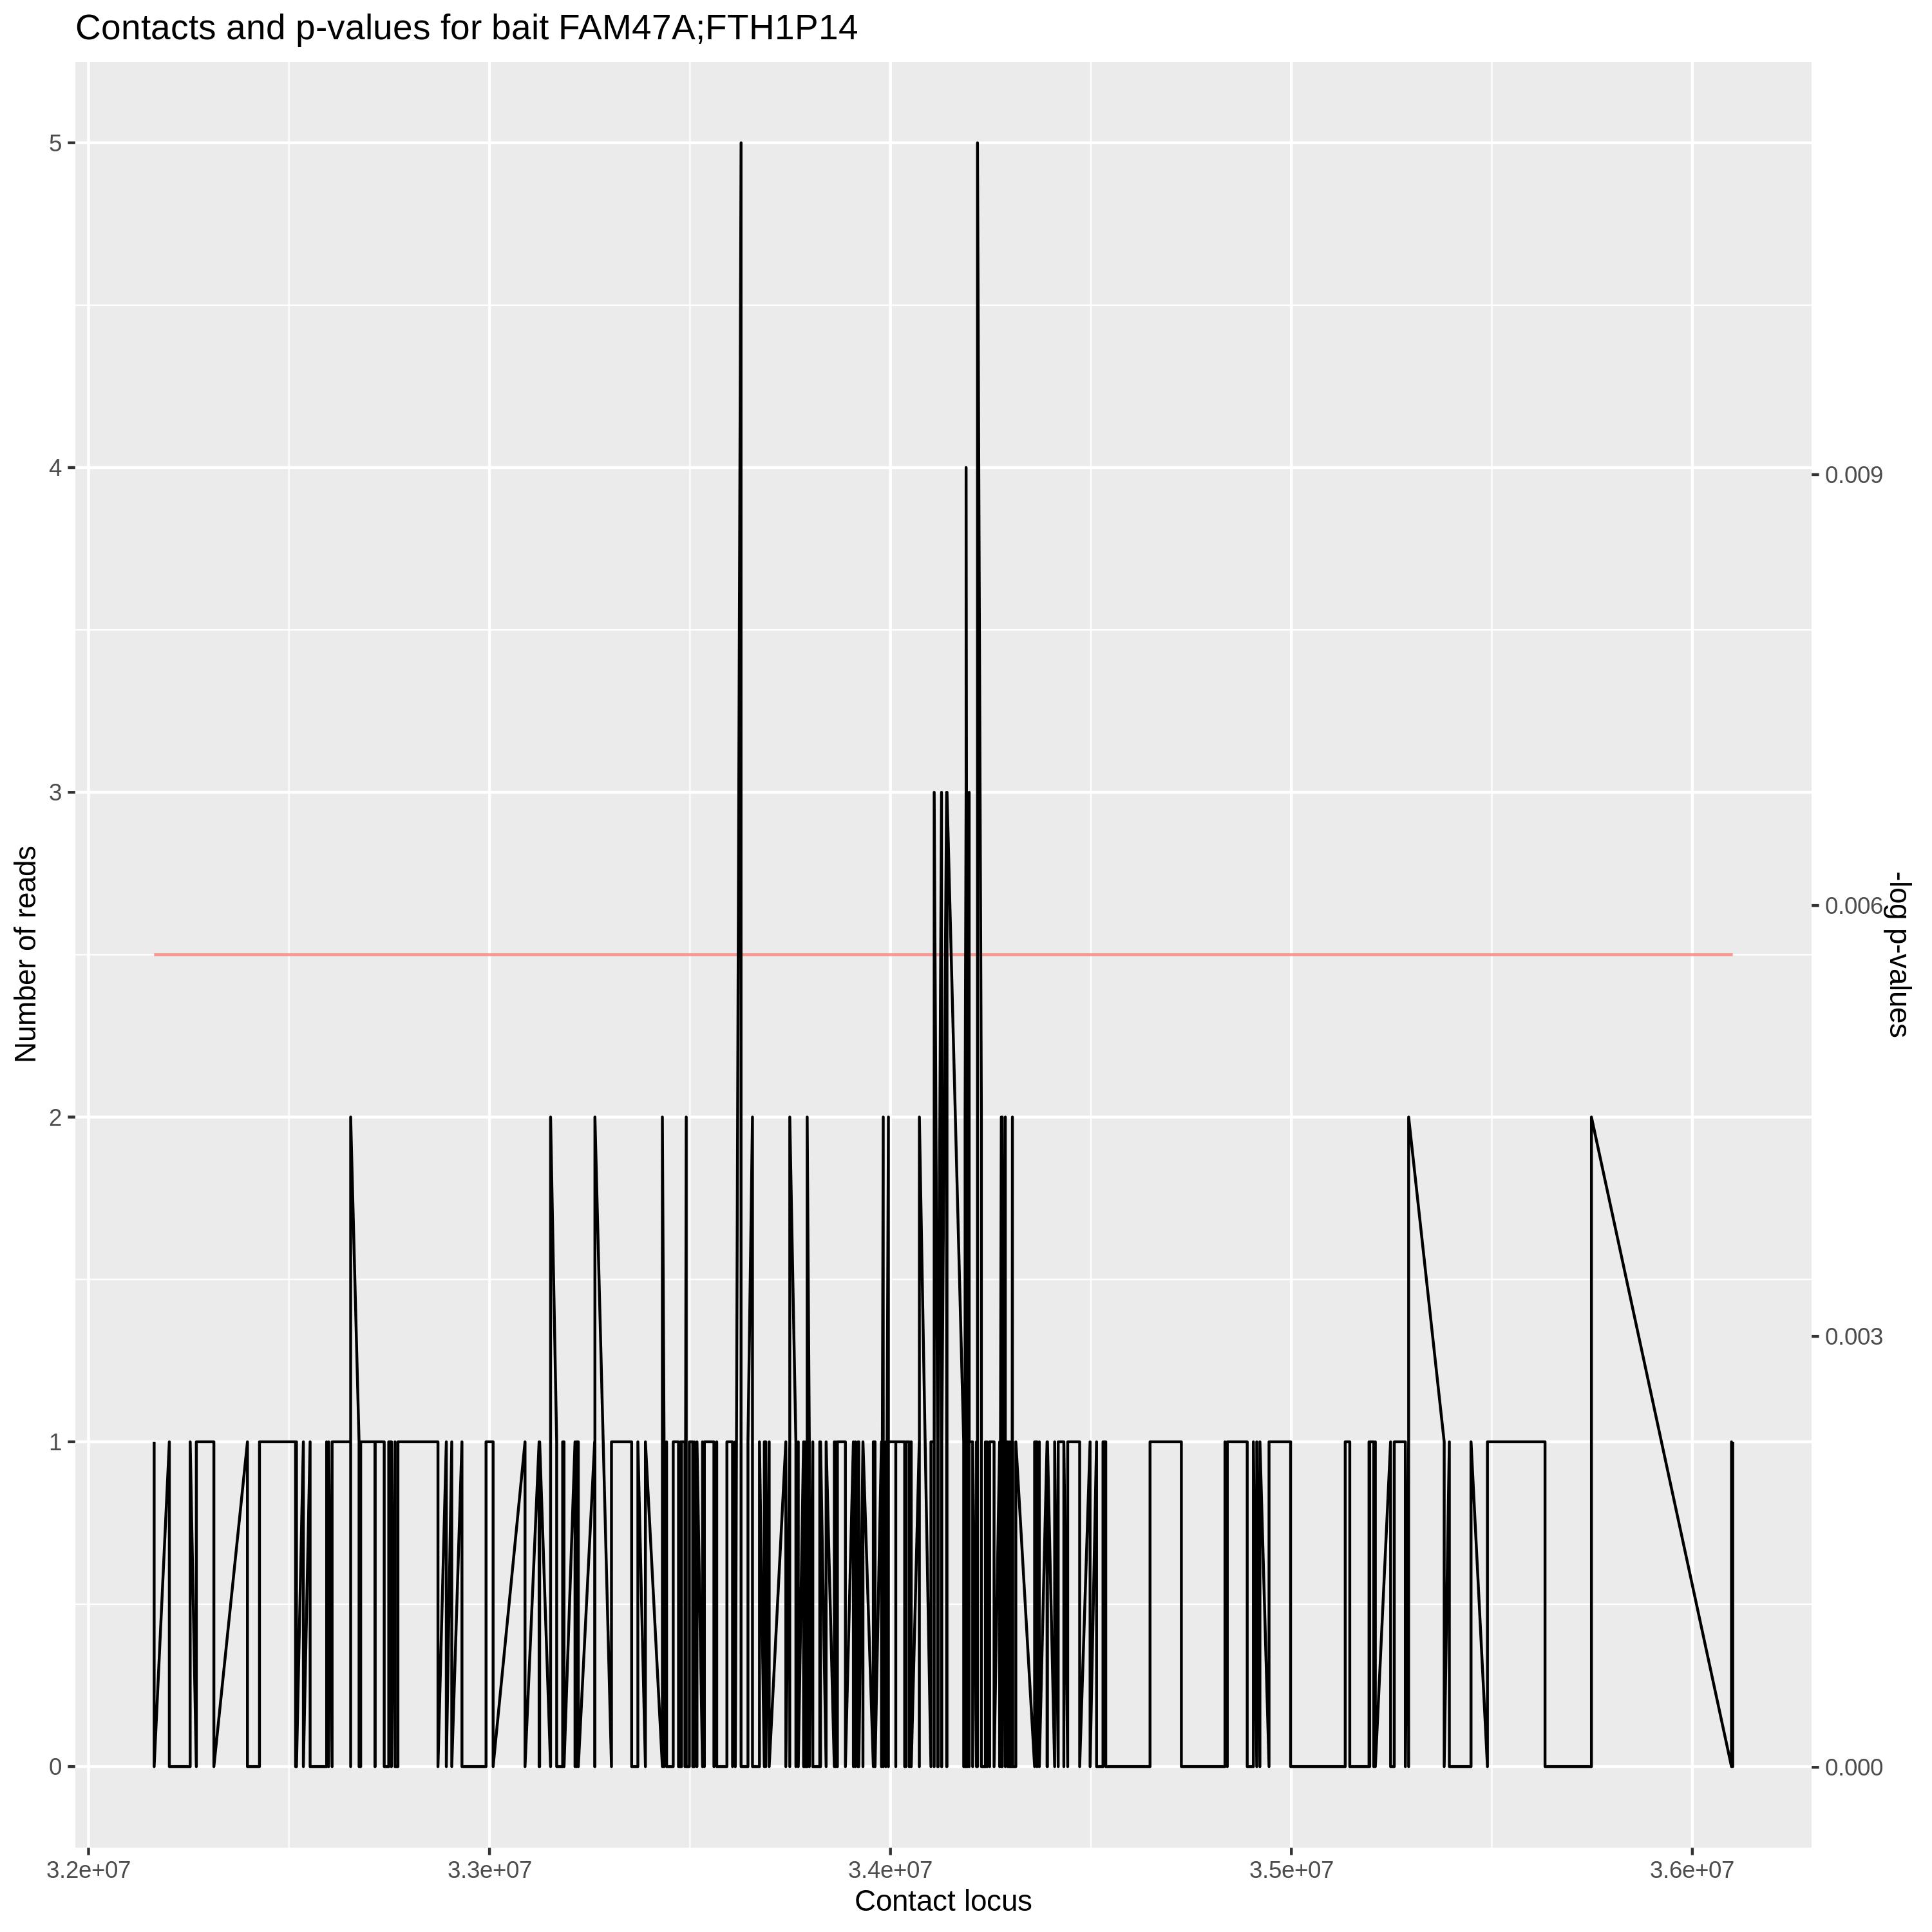 Contacts and p-values for bait FAM47A;FTH1P14
5
4
3
2
1
0
Number of reads
0.009
0.006
0.003
0.000
-log p-values
3.2e+07
3.3e+07
3.4e+07
3.5e+07
3.6e+07
Contact locus